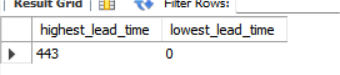 Result Grid Filter Rows:
highest_lead_time lowest_lead_time
443 0